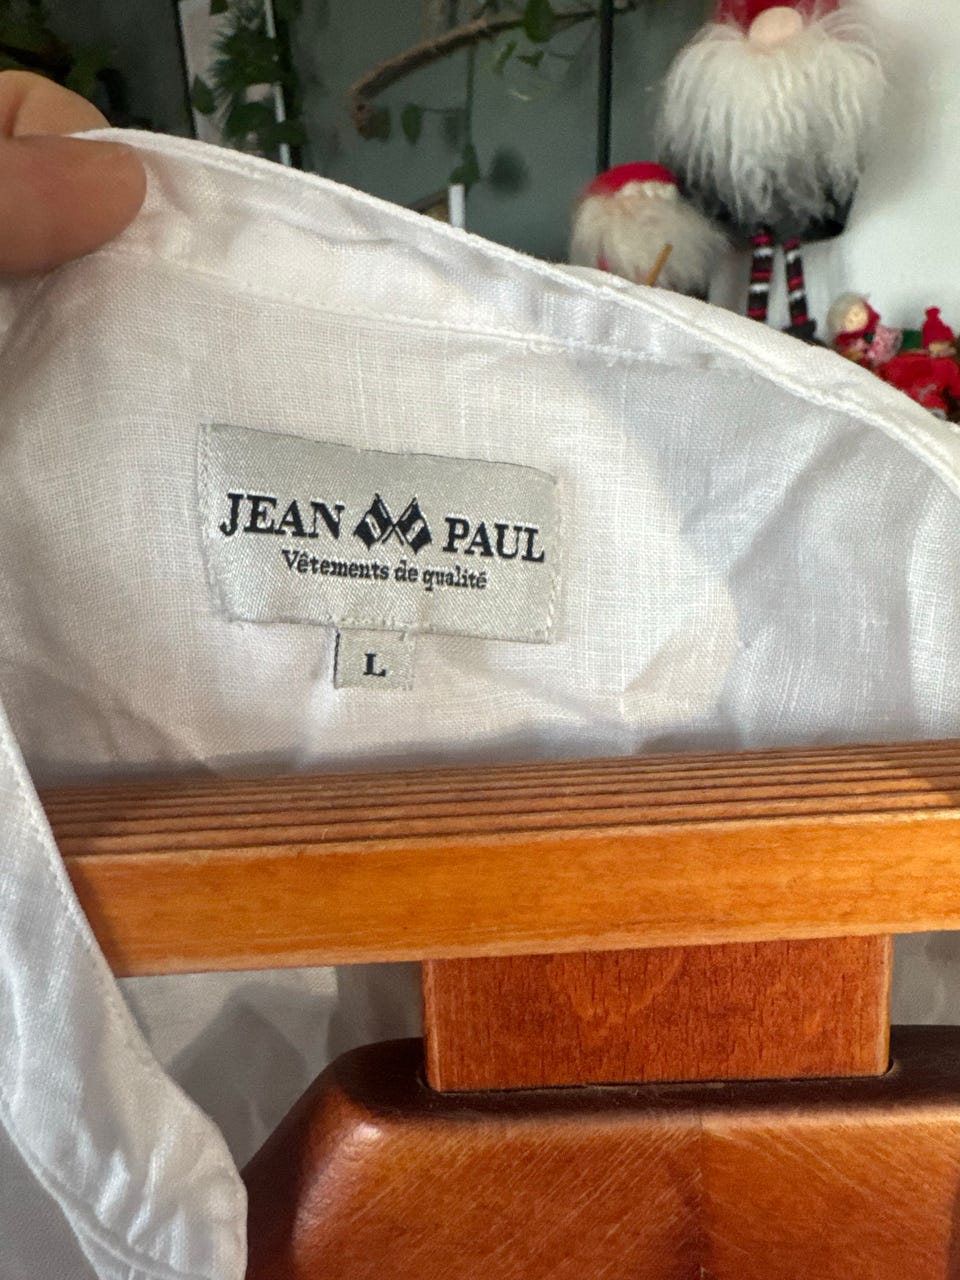 JEAN PAUL
Vêtements de qualité
L